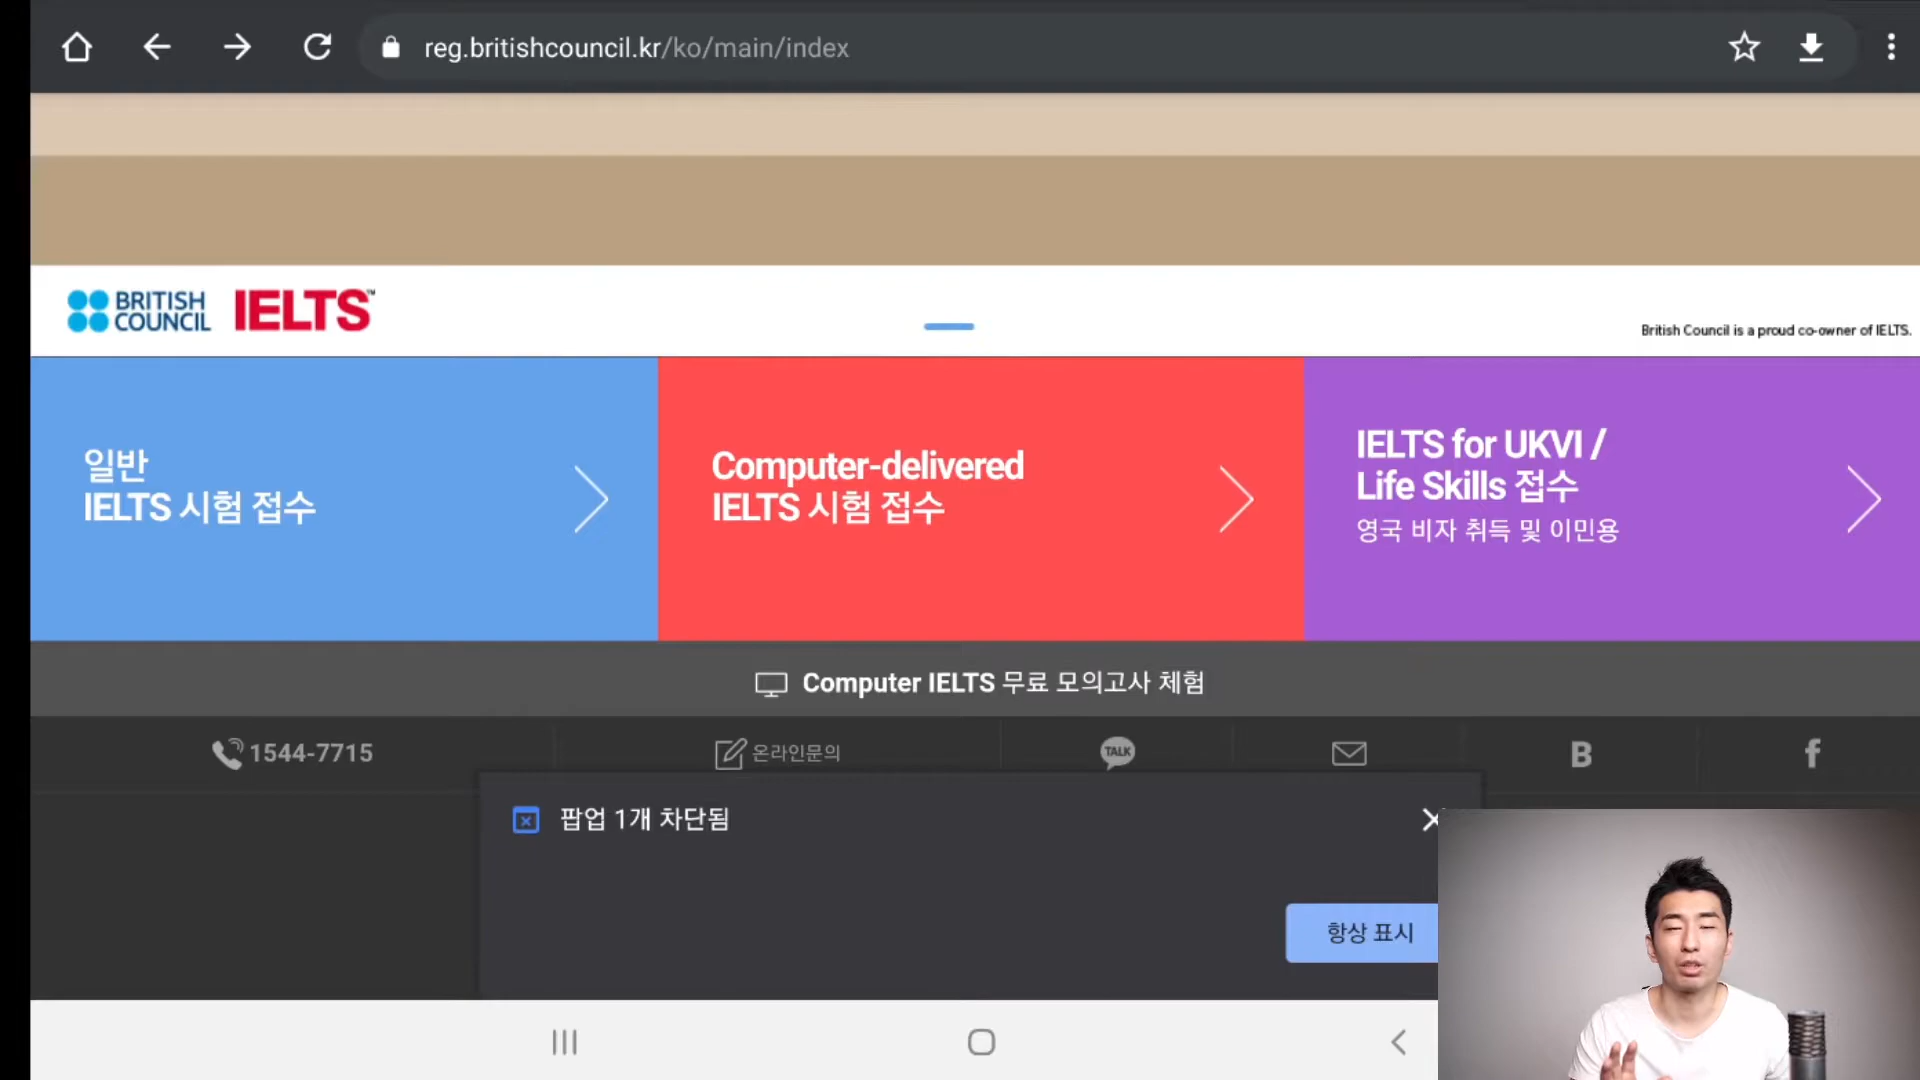 reg.britishcouncil.kr/ko/main/index
BRITISH
COUNCIL
IELTS™
British Council is a proud co-owner of IELTS.
일반
IELTS 시험 접수
Computer-delivered
IELTS 시험 접수
IELTS for UKVI /
Life Skills 접수
영국 비자 취득 및 이민용
Computer IELTS 무료 모의고사 체험
1544-7715
온라인문의
TALK
B
f
팝업 1개 차단됨
항상 표시